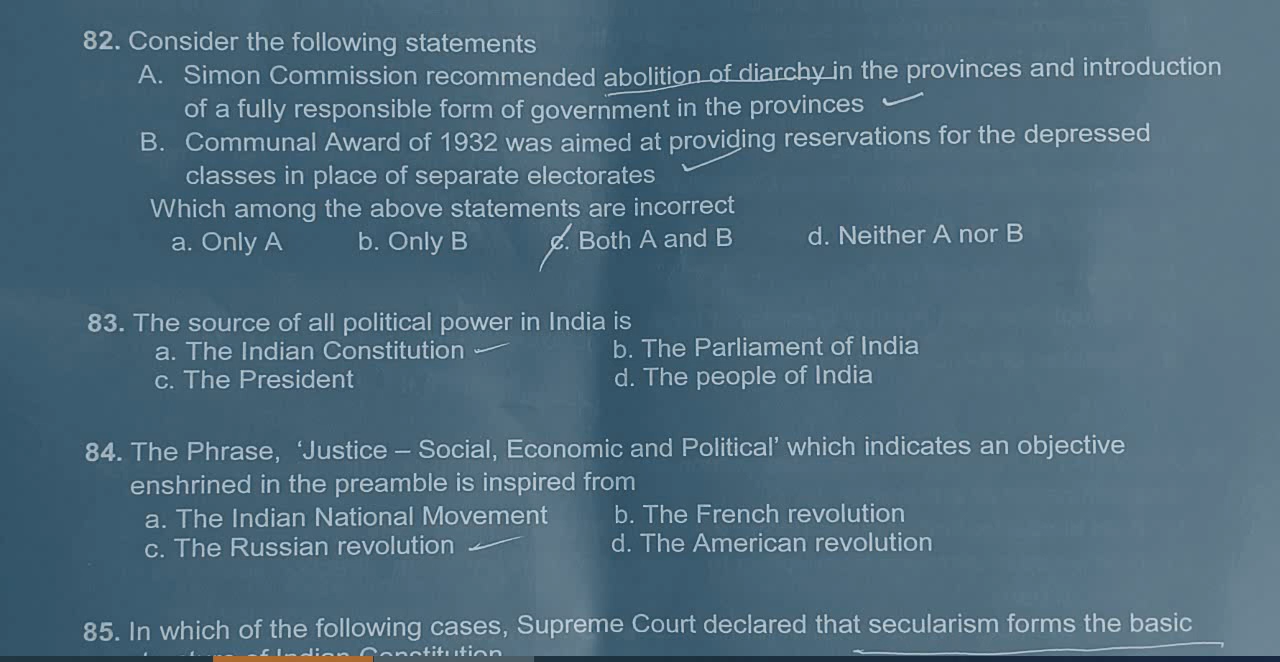 82. Consider the following statements
A. Simon Commission recommended abolition of diarchy in the provinces and introduction
of a fully responsible form of government in the provinces
B. Communal Award of 1932 was aimed at providing reservations for the depressed
classes in place of separate electorates
Which among the above statements are incorrect
a. Only A b. Only B c. Both A and B d. Neither A nor B
83. The source of all political power in India is
a. The Indian Constitution b. The Parliament of India
c. The President d. The people of India
84. The Phrase, ‘Justice – Social, Economic and Political’ which indicates an objective
enshrined in the preamble is inspired from
a. The Indian National Movement b. The French revolution
c. The Russian revolution d. The American revolution
85. In which of the following cases, Supreme Court declared that secularism forms the basic
of Indian Constitution